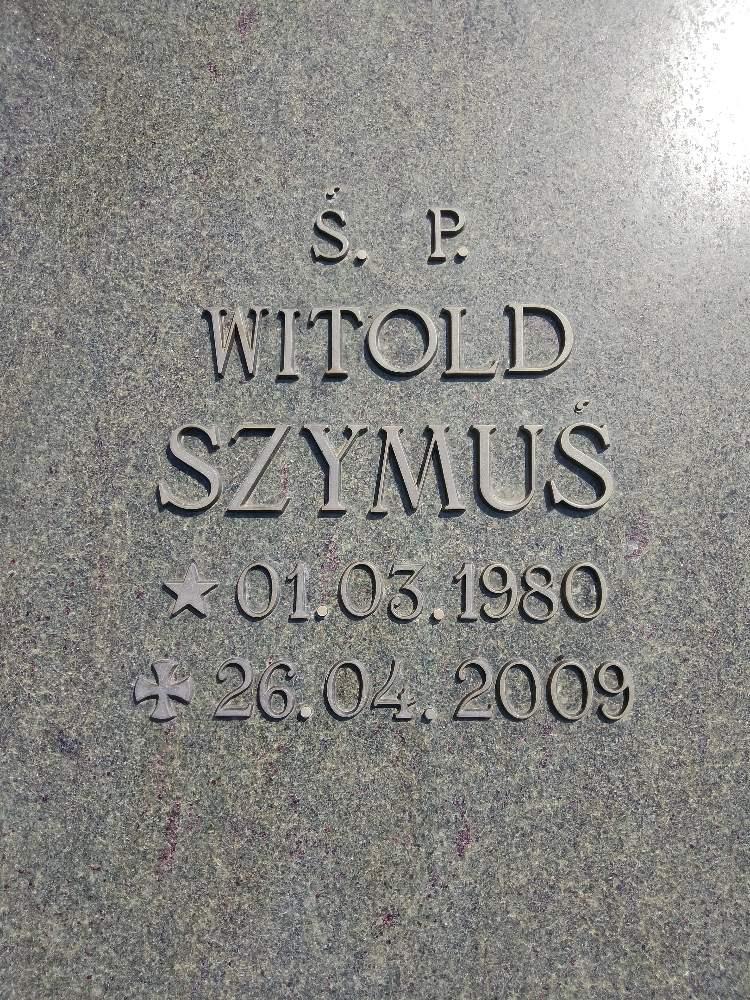 Ś. P.
WITOLD
SZYMUŚ
★ 01.03.1980
✠ 26.04.2009